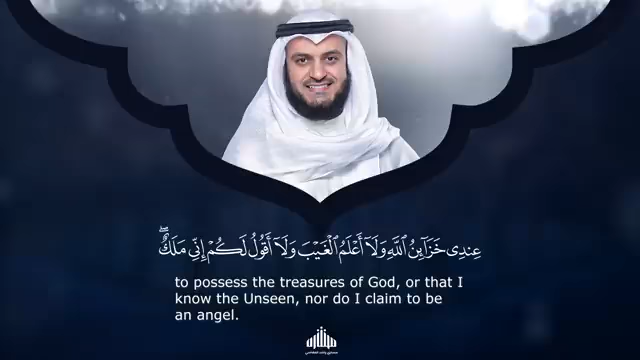 عِندِى خَزَآئِنُ ٱللَّهِ وَلَآ أَعْلَمُ ٱلْغَيْبَ وَلَآ أَقُولُ لَكُمْ إِنِّى مَلَكٌ ۖ
to possess the treasures of God, or that I
know the Unseen, nor do I claim to be
an angel.